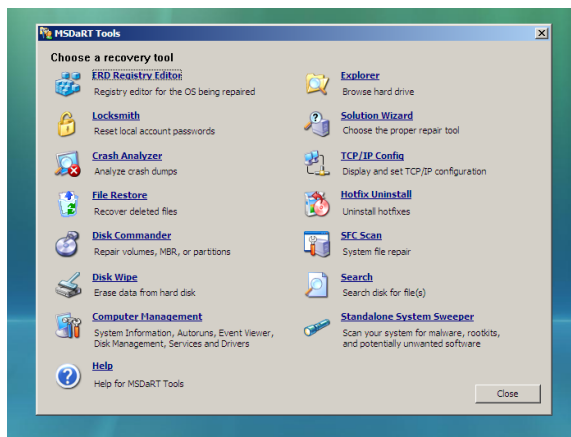 MSDaRT Tools
Choose a recovery tool
ERD Registry Editor
Registry editor for the OS being repaired
Explorer
Browse hard drive
Locksmith
Reset local account passwords
Solution Wizard
Choose the proper repair tool
Crash Analyzer
Analyze crash dumps
TCP/IP Config
Display and set TCP/IP configuration
File Restore
Recover deleted files
Hotfix Uninstall
Uninstall hotfixes
Disk Commander
Repair volumes, MBR, or partitions
SFC Scan
System file repair
Disk Wipe
Erase data from hard disk
Search
Search disk for file(s)
Computer Management
System Information, Autoruns, Event Viewer,
Disk Management, Services and Drivers
Standalone System Sweeper
Scan your system for malware, rootkits,
and potentially unwanted software
Help
Help for MSDaRT Tools
Close